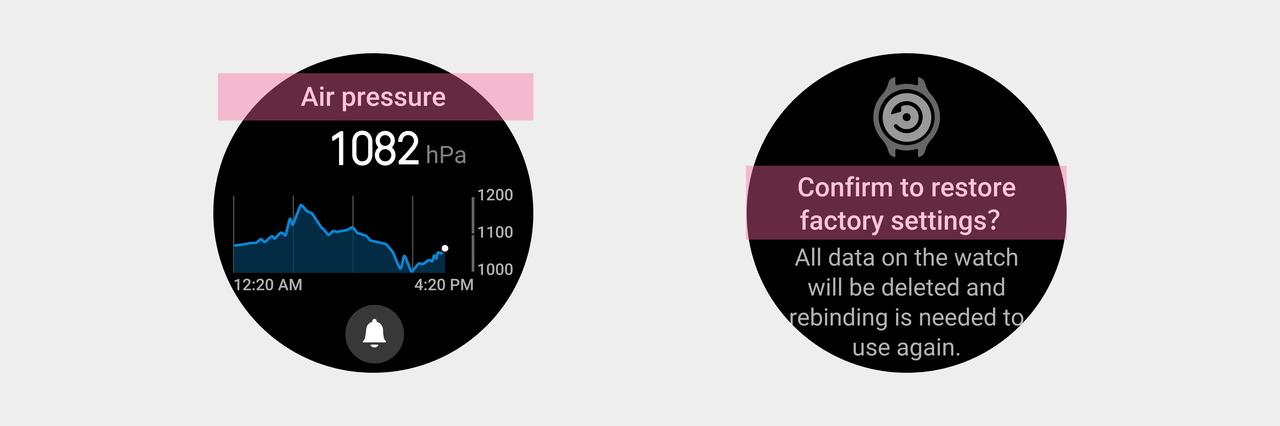 Air pressure
1082 hPa
1200
1100
1000
12:20 AM
4:20 PM
Confirm to restore
factory settings?
All data on the watch
will be deleted and
rebinding is needed to
use again.